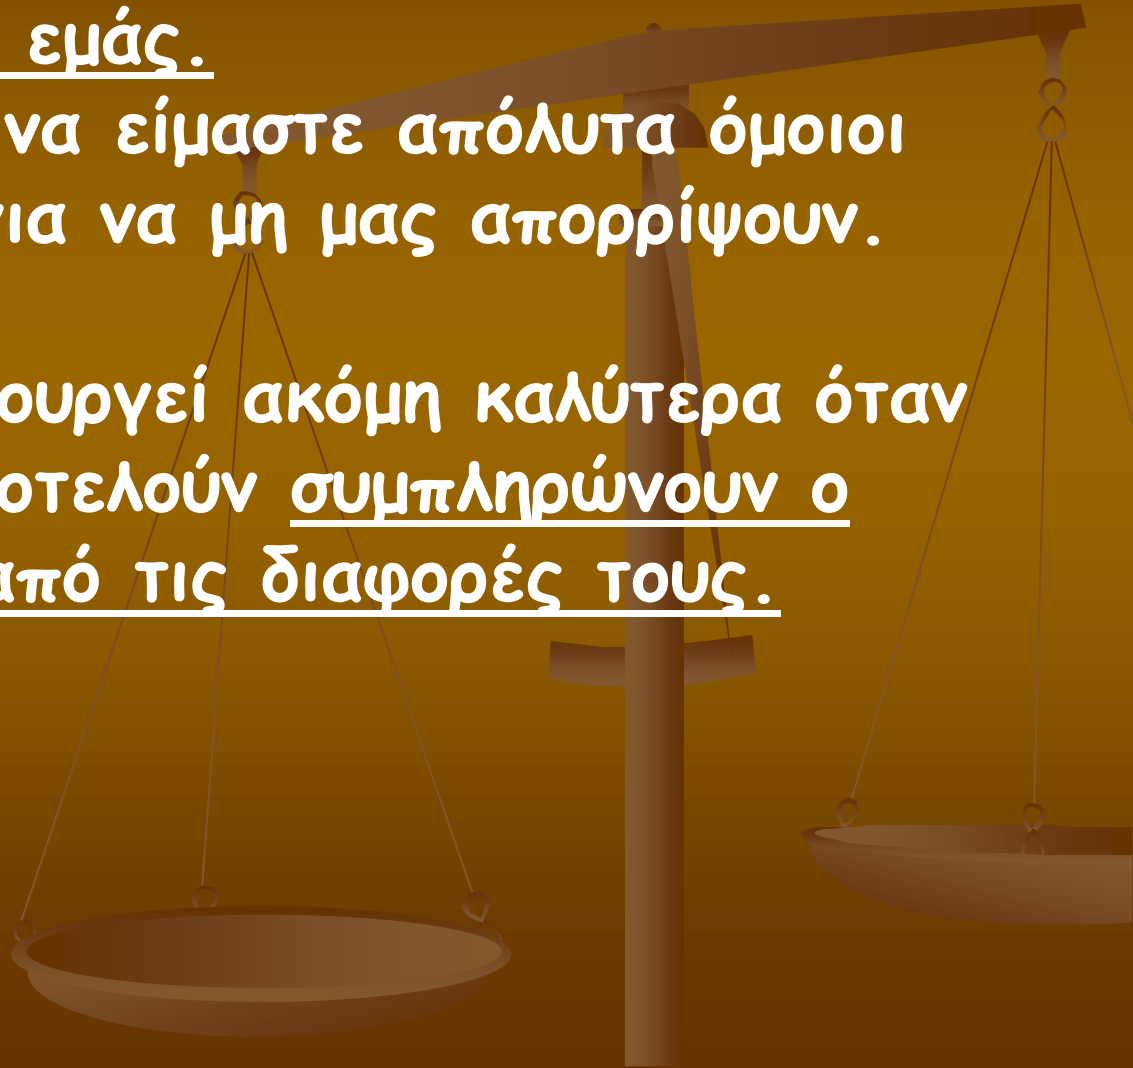 εμάς.
να είμαστε απόλυτα όμοιοι
για να μη μας απορρίψουν.
ουργεί ακόμη καλύτερα όταν
οτελούν συμπληρώνουν ο
από τις διαφορές τους.